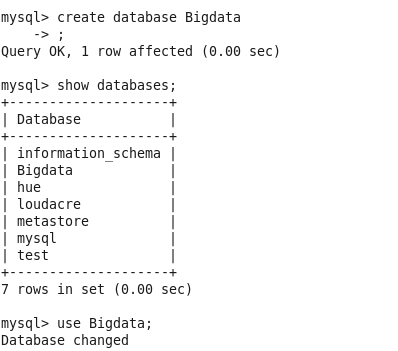 mysql> create database Bigdata
    -> ;
Query OK, 1 row affected (0.00 sec)

mysql> show databases;
+--------------------+
| Database           |
+--------------------+
| information_schema |
| Bigdata            |
| hue                |
| loudacre           |
| metastore          |
| mysql              |
| test               |
+--------------------+
7 rows in set (0.00 sec)

mysql> use Bigdata;
Database changed